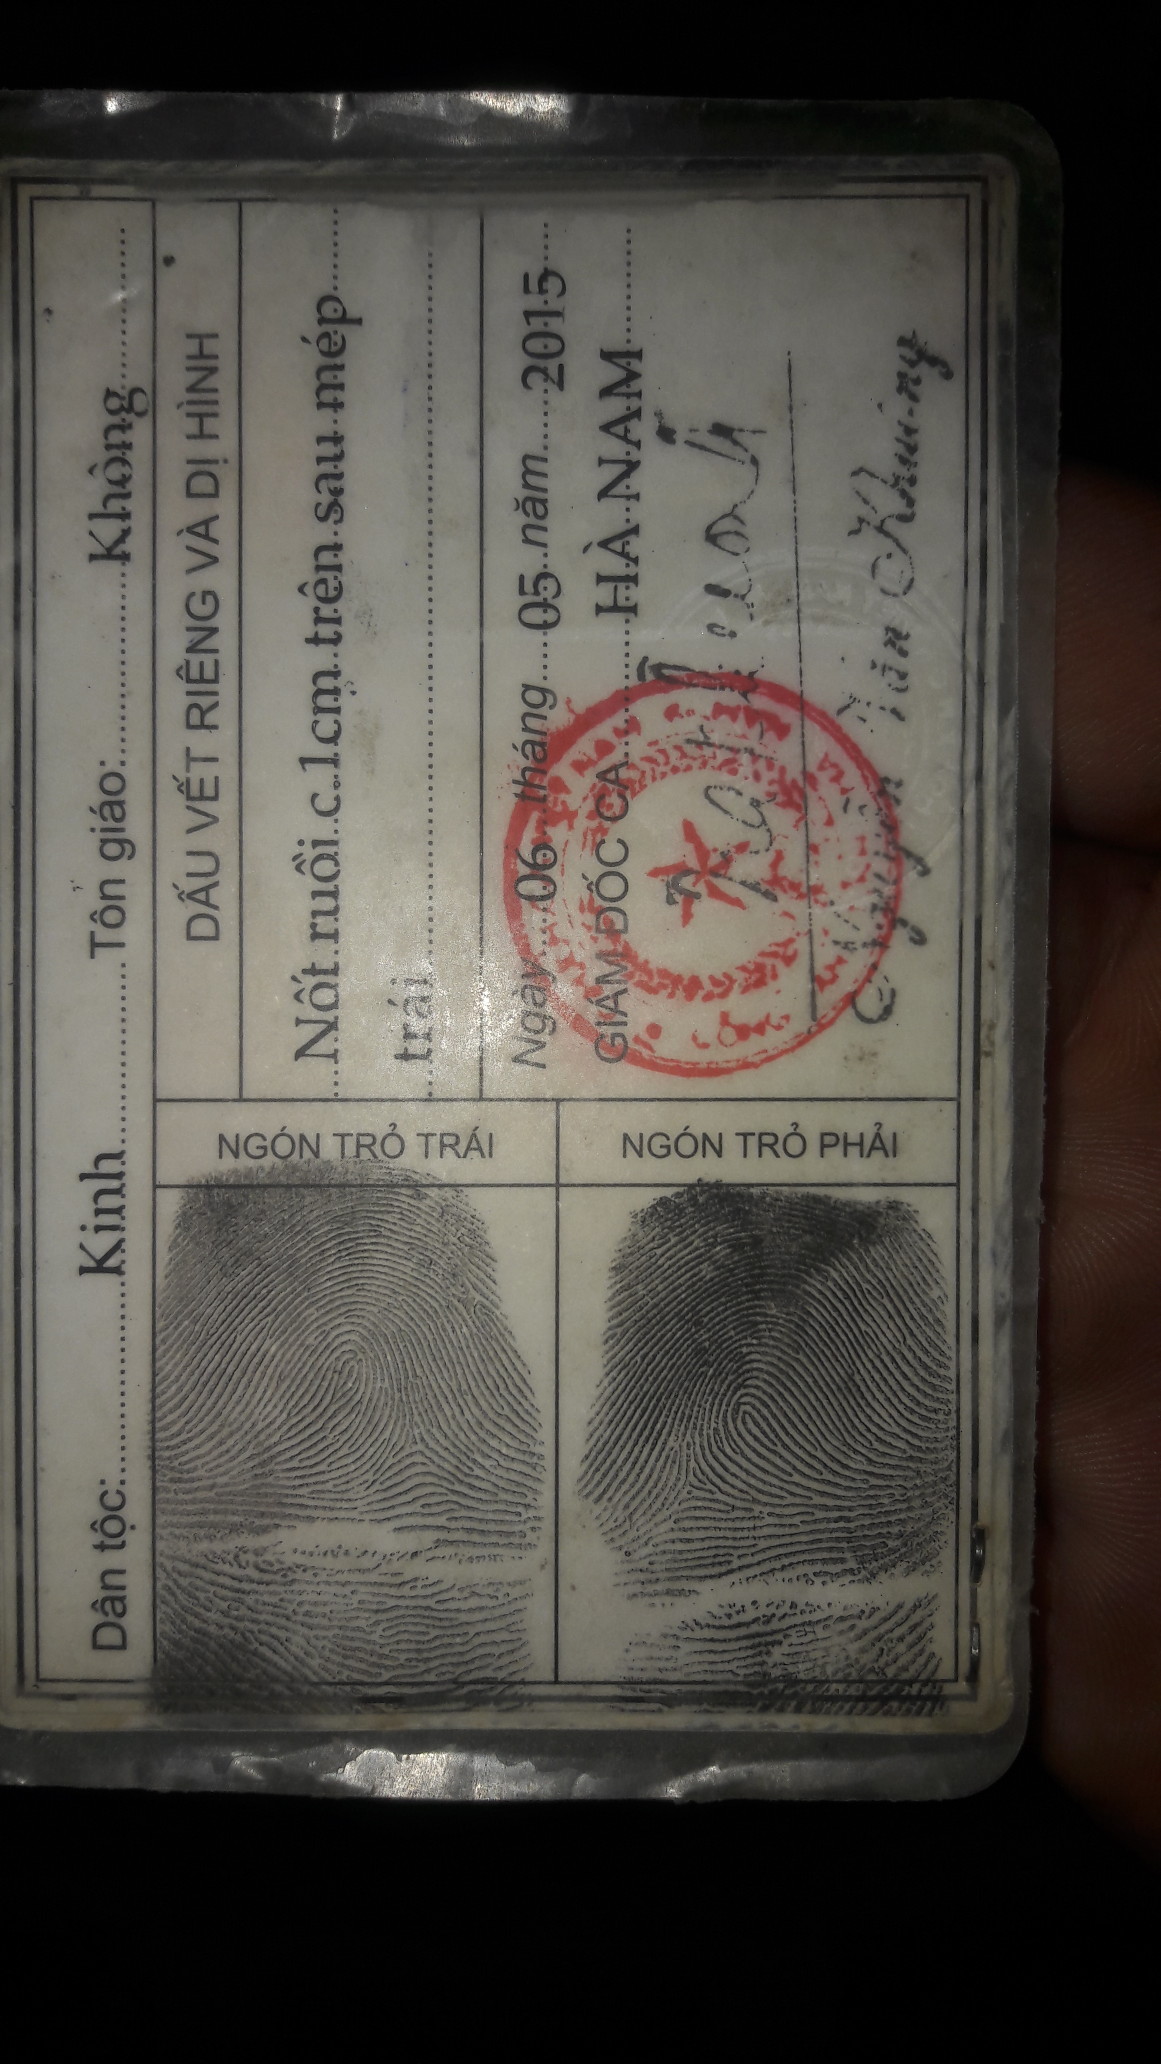 Dân tộc: Kinh Tôn giáo: Không
DẤU VẾT RIÊNG VÀ DỊ HÌNH
Nốt ruồi c.1cm trên sau mép
trái
Ngày 06 tháng 05 năm 2015
GIÁM ĐỐC CA HÀ NAM
NGÓN TRỎ TRÁI
NGÓN TRỎ PHẢI